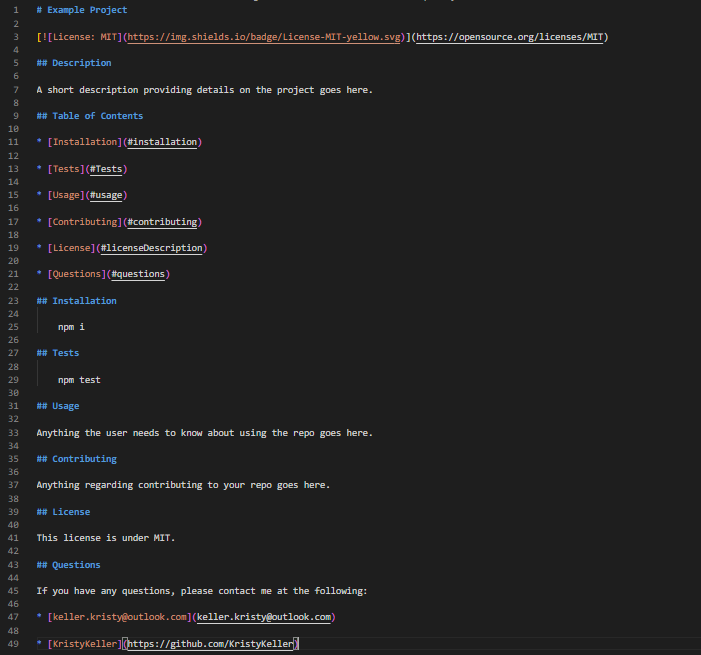 1 # Example Project
2
3 [![License: MIT](https://img.shields.io/badge/License-MIT-yellow.svg)](https://opensource.org/licenses/MIT)
4
5 ## Description
6
7 A short description providing details on the project goes here.
8
9 ## Table of Contents
10
11 * [Installation](#installation)
12
13 * [Tests](#Tests)
14
15 * [Usage](#usage)
16
17 * [Contributing](#contributing)
18
19 * [License](#licenseDescription)
20
21 * [Questions](#questions)
22
23 ## Installation
24
25 npm i
26
27 ## Tests
28
29 npm test
30
31 ## Usage
32
33 Anything the user needs to know about using the repo goes here.
34
35 ## Contributing
36
37 Anything regarding contributing to your repo goes here.
38
39 ## License
40
41 This license is under MIT.
42
43 ## Questions
44
45 If you have any questions, please contact me at the following:
46
47 * [keller.kristy@outlook.com](keller.kristy@outlook.com)
48
49 * [KristyKeller](https://github.com/KristyKeller)